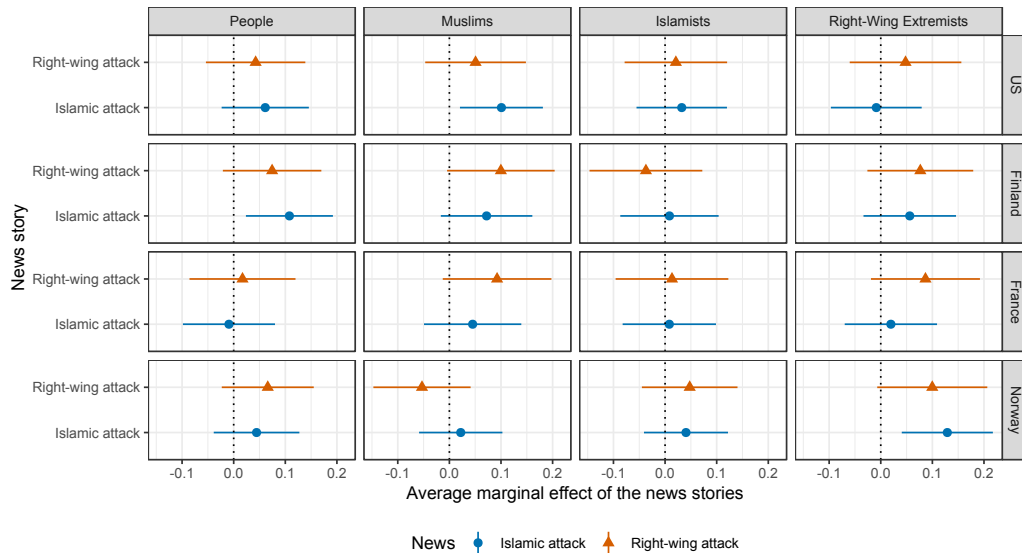 People Muslims Islamists Right-Wing Extremists
Right-wing attack
Islamic attack
US
Right-wing attack
Islamic attack
Finland
Right-wing attack
Islamic attack
France
Right-wing attack
Islamic attack
Norway
News story
-0.1 0.0 0.1 0.2 -0.1 0.0 0.1 0.2 -0.1 0.0 0.1 0.2 -0.1 0.0 0.1 0.2
Average marginal effect of the news stories
News Islamic attack Right-wing attack